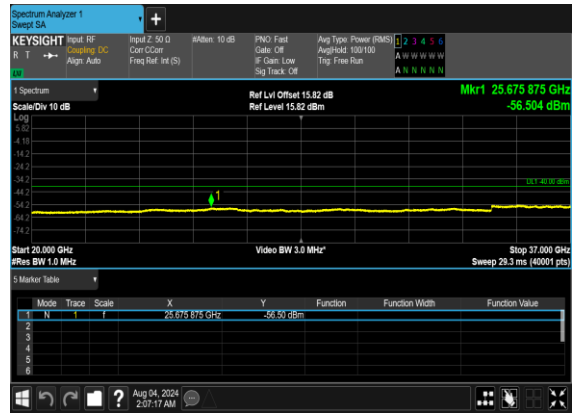 Spectrum Analyzer 1
Swept SA
KEYSIGHT Input: RF Input Z: 50 Ω #Atten: 10 dB PNO: Fast Avg Type: Power (RMS) 1 2 3 4 5 6
R T Coupling: DC Corr CCorr Gate: Off Avg|Hold: 100/100 A W W W W W
Align: Auto Freq Ref: Int (S) IF Gain: Low Trig: Free Run
Sig Track: Off A N N N N N
1 Spectrum Ref Lvl Offset 15.82 dB Mkr1 25.675 875 GHz
Scale/Div 10 dB Ref Level 15.82 dBm -56.504 dBm
Log
5.82
-4.18
-14.2
-24.2
-34.2
DL1 -40.00 dBm
-44.2
1
-54.2
-64.2
-74.2
Start 20.000 GHz Video BW 3.0 MHz* Stop 37.000 GHz
#Res BW 1.0 MHz Sweep 29.3 ms (40001 pts)
5 Marker Table
Mode Trace Scale X Y Function Function Width Function Value
1 N 1 f 25.675 875 GHz -56.50 dBm
2
3
4
5
6
Aug 04, 2024
2:07:17 AM